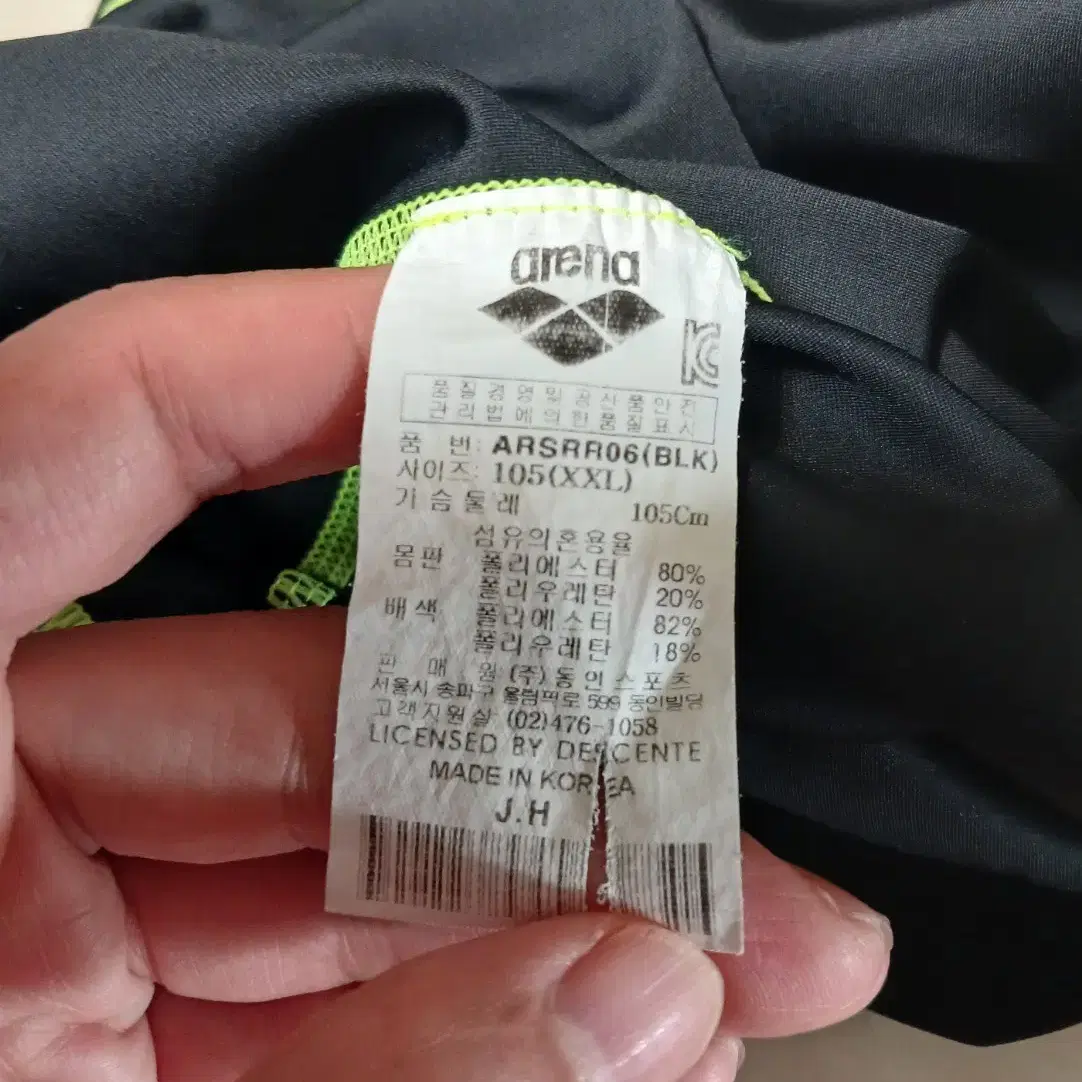 arena
품질경영및공산품안전
관리법에의한품질표시
품 번: ARSRR06(BLK)
사이즈: 105(XXL)
가슴둘레 105Cm
섬유의혼용율
몸판 폴리에스터 80%
폴리우레탄 20%
배색 폴리에스터 82%
폴리우레탄 18%
판 매 원 (주)동인스포츠
서울시 송파구 올림픽로 599 동인빌딩
고객지원실 (02)476-1058
LICENSED BY DESCENTE
MADE IN KOREA
J.H